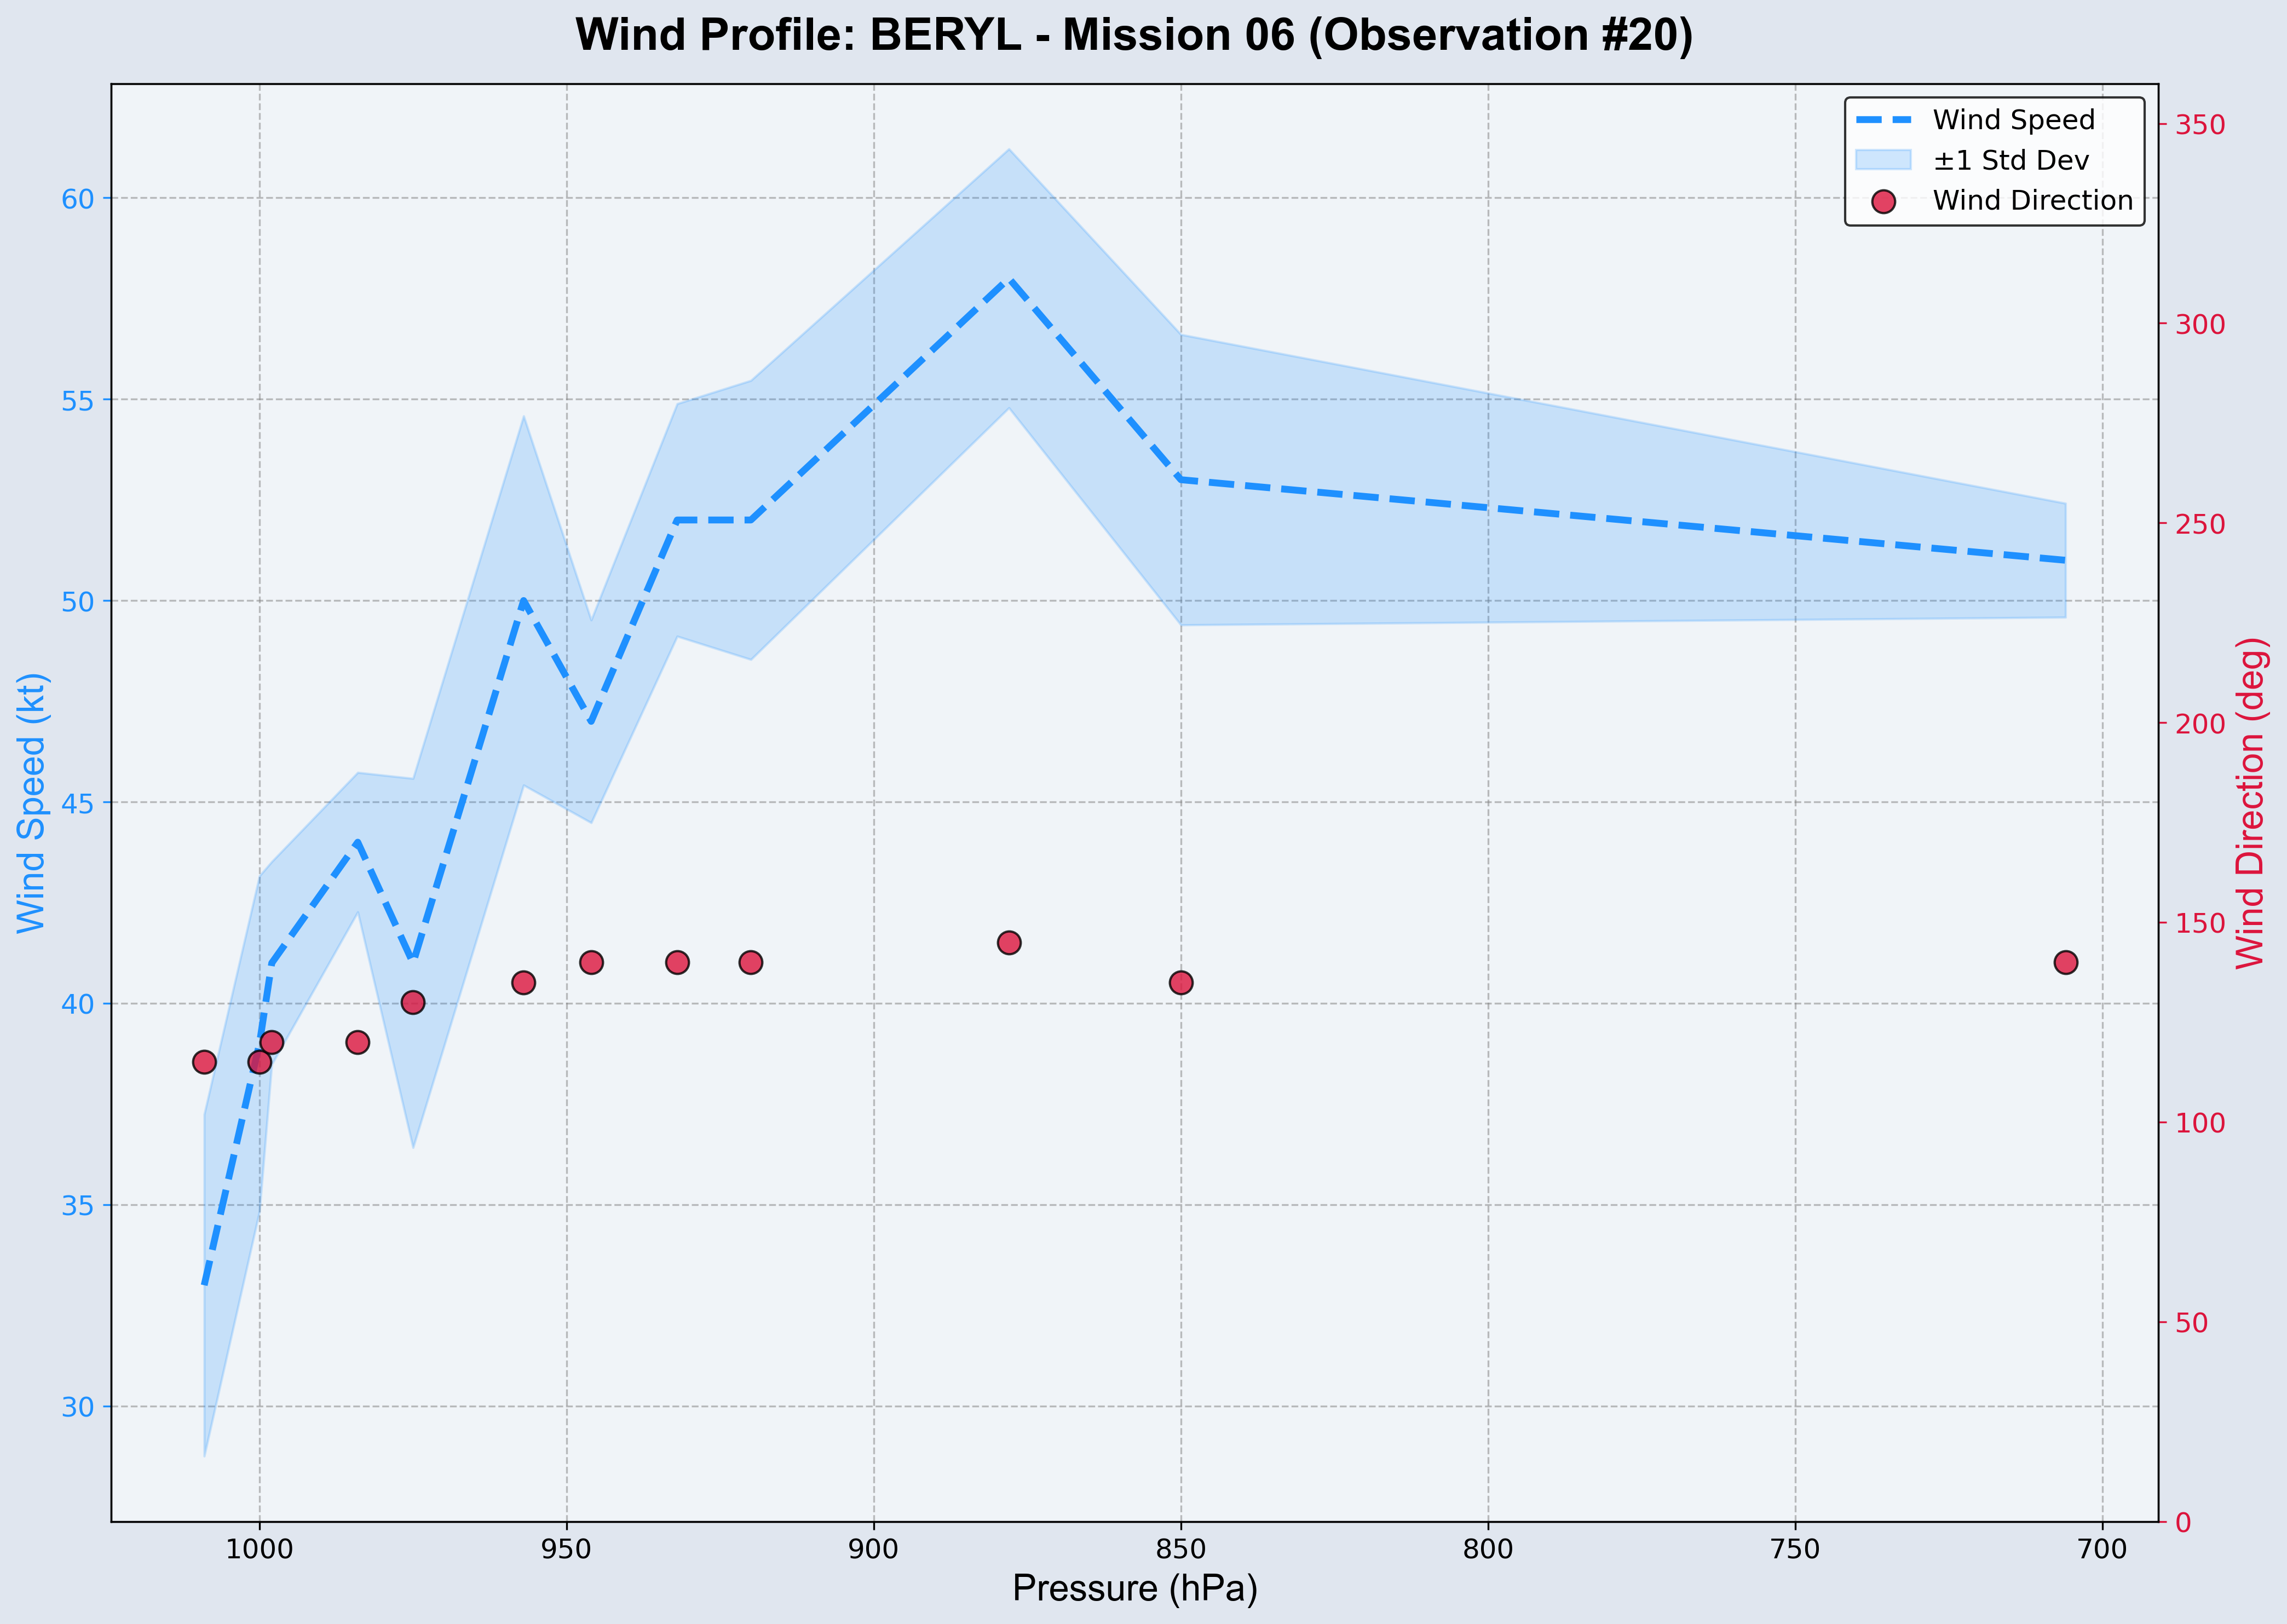 Wind Profile: BERYL - Mission 06 (Observation #20)
Wind Speed
±1 Std Dev
Wind Direction
Wind Speed (kt)
60
55
50
45
40
35
30
Wind Direction (deg)
350
300
250
200
150
100
50
0
1000 950 900 850 800 750 700
Pressure (hPa)